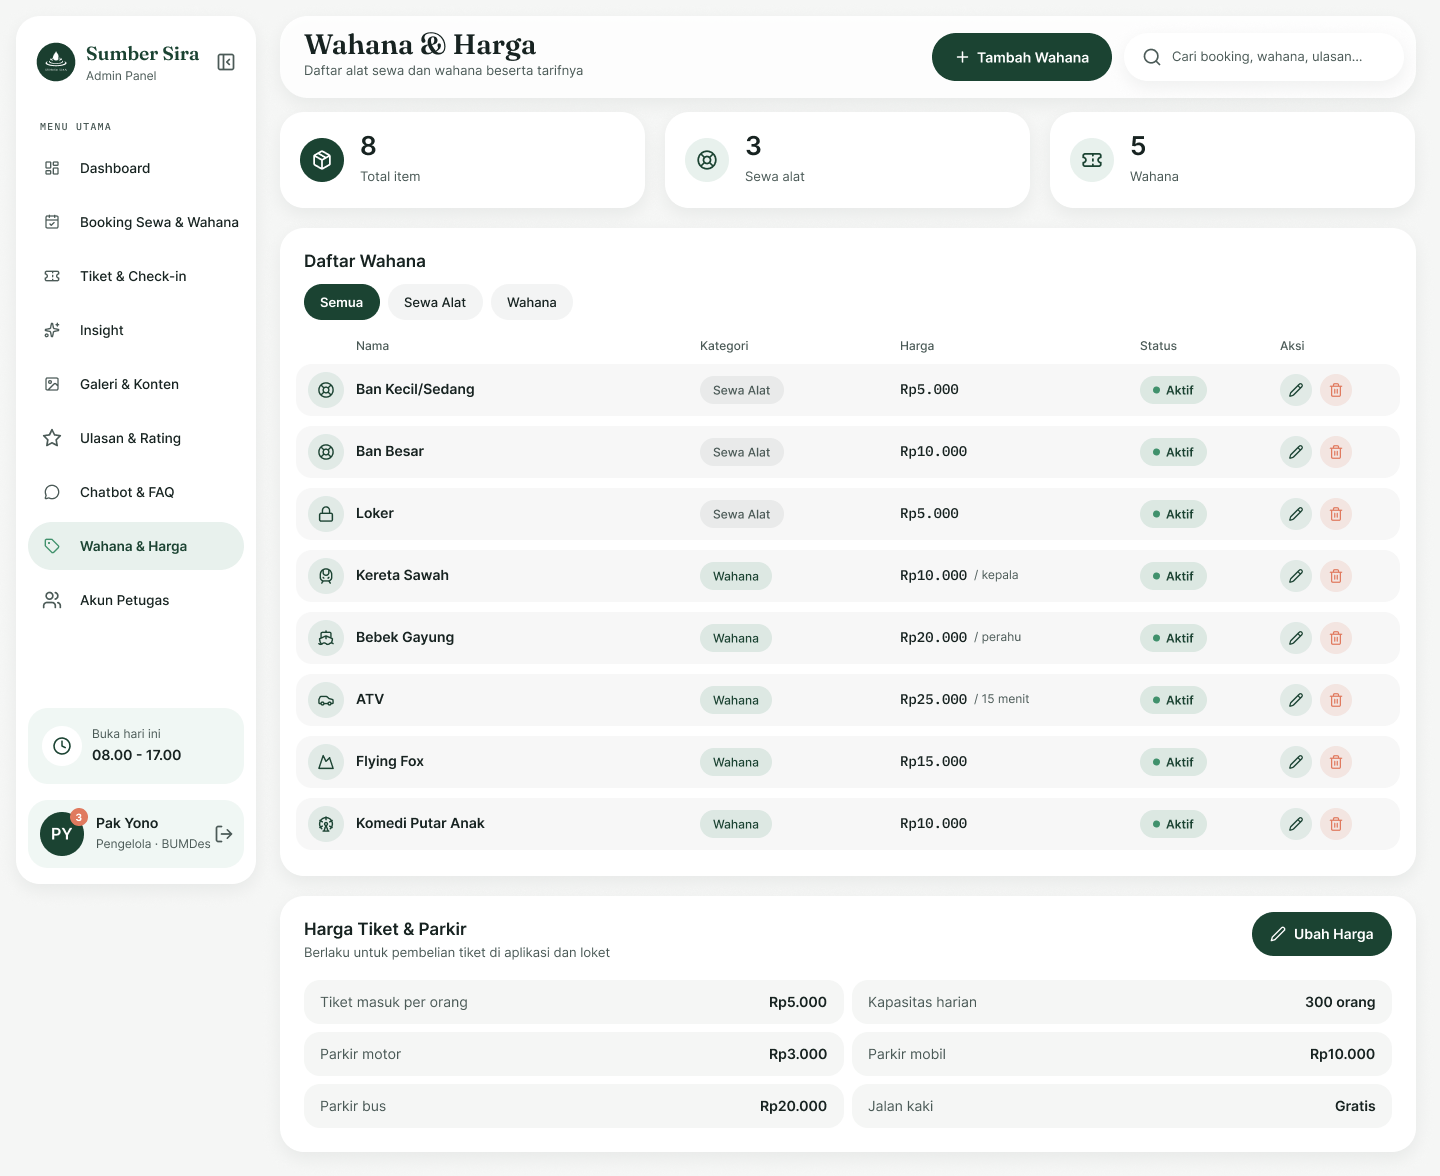 Sumber Sira
Admin Panel
MENU UTAMA
Dashboard
Booking Sewa & Wahana
Tiket & Check-in
Insight
Galeri & Konten
Ulasan & Rating
Chatbot & FAQ
Wahana & Harga
Akun Petugas
Buka hari ini
08.00 - 17.00
PY
3
Pak Yono
Pengelola · BUMDes
Wahana & Harga
Daftar alat sewa dan wahana beserta tarifnya
Tambah Wahana
Cari booking, wahana, ulasan...
8
Total item
3
Sewa alat
5
Wahana
Daftar Wahana
Semua
Sewa Alat
Wahana
Nama Kategori Harga Status Aksi
Ban Kecil/Sedang Sewa Alat Rp5.000 Aktif
Ban Besar Sewa Alat Rp10.000 Aktif
Loker Sewa Alat Rp5.000 Aktif
Kereta Sawah Wahana Rp10.000 / kepala Aktif
Bebek Gayung Wahana Rp20.000 / perahu Aktif
ATV Wahana Rp25.000 / 15 menit Aktif
Flying Fox Wahana Rp15.000 Aktif
Komedi Putar Anak Wahana Rp10.000 Aktif
Harga Tiket & Parkir
Berlaku untuk pembelian tiket di aplikasi dan loket
Ubah Harga
Tiket masuk per orang Rp5.000
Kapasitas harian 300 orang
Parkir motor Rp3.000
Parkir mobil Rp10.000
Parkir bus Rp20.000
Jalan kaki Gratis